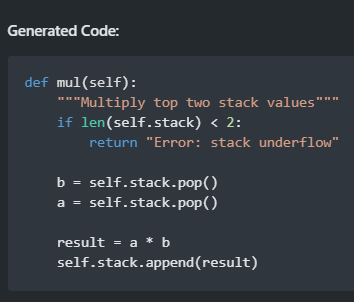 Generated Code:
def mul(self):
    """Multiply top two stack values"""
    if len(self.stack) < 2:
        return "Error: stack underflow"
    b = self.stack.pop()
    a = self.stack.pop()
    result = a * b
    self.stack.append(result)